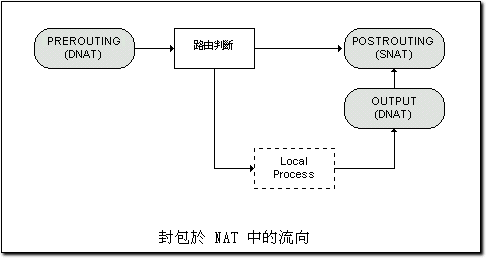 PREROUTING
(DNAT)
路由判斷
POSTROUTING
(SNAT)
OUTPUT
(DNAT)
Local
Process
封包於 NAT 中的流向